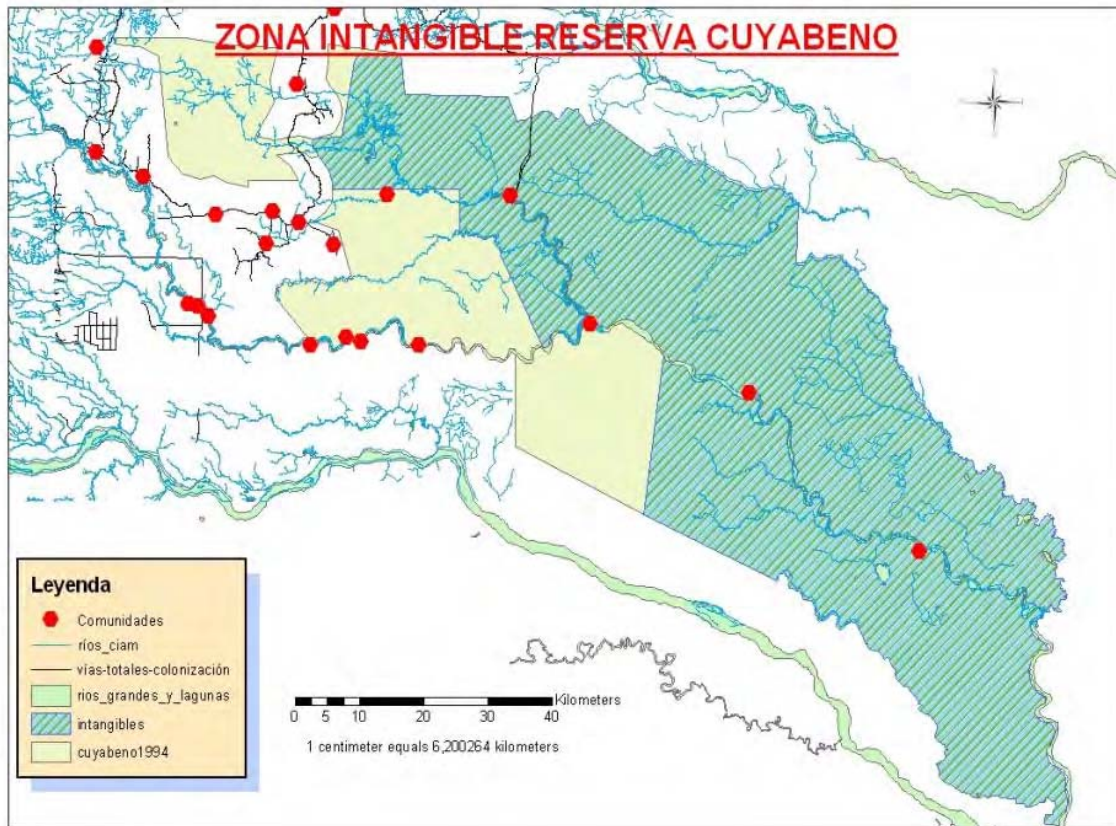 ZONA INTANGIBLE RESERVA CUYABENO
Leyenda
Comunidades
ríos_ciam
vías-totales-colonización
rios_grandes_y_lagunas
intangibles
cuyabeno1994
Kilometers
0 5 10 20 30 40
1 centimeter equals 6,200264 kilometers